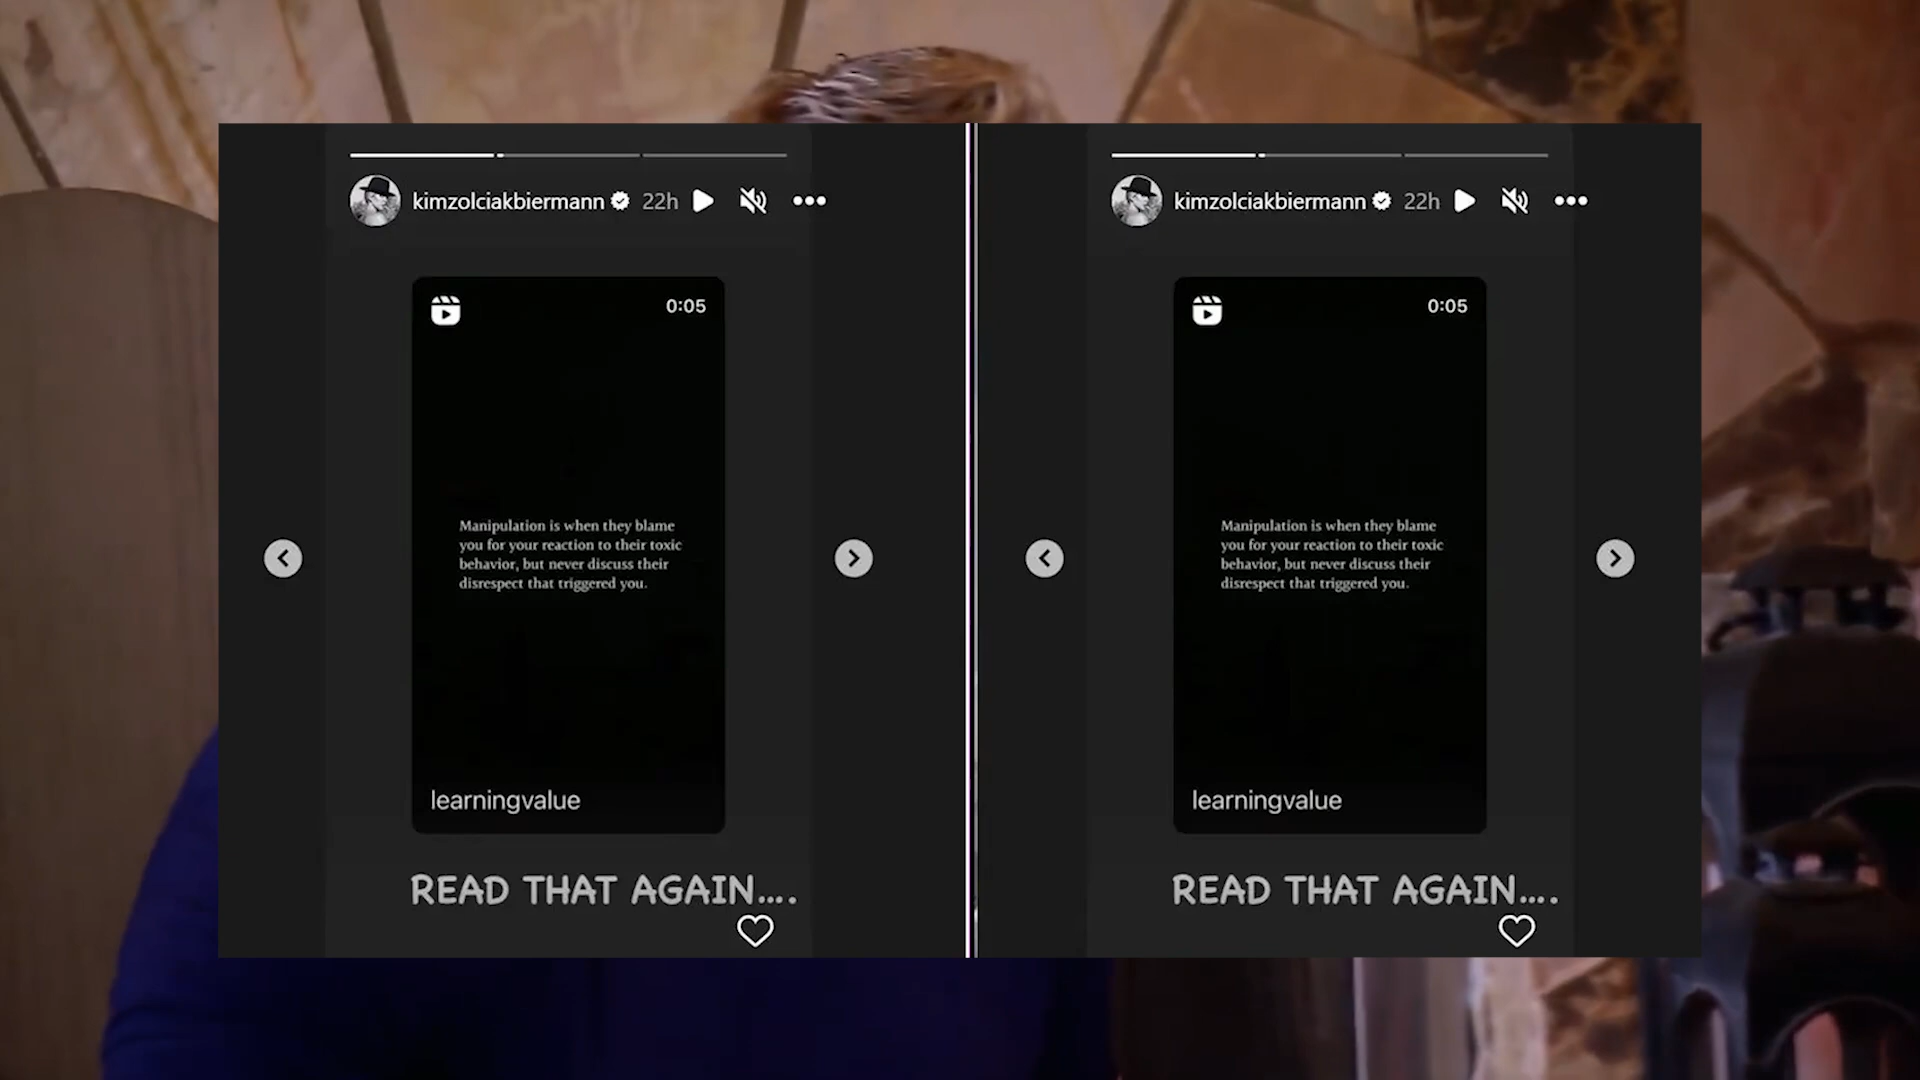 kimzolciakbiermann 22h
0:05
Manipulation is when they blame
you for your reaction to their toxic
behavior, but never discuss their
disrespect that triggered you.
learningvalue
READ THAT AGAIN....
kimzolciakbiermann 22h
0:05
Manipulation is when they blame
you for your reaction to their toxic
behavior, but never discuss their
disrespect that triggered you.
learningvalue
READ THAT AGAIN....